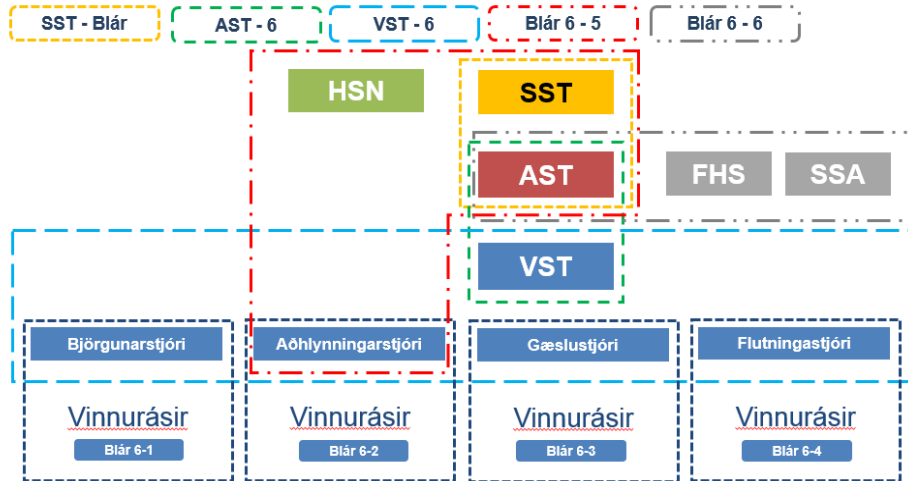 SST - Blár
AST - 6
VST - 6
Blár 6 - 5
Blár 6 - 6
HSN
SST
AST
FHS
SSA
VST
Björgunarstjóri
Aðhlynningarstjóri
Gæslustjóri
Flutningastjóri
Vinnurásir
Vinnurásir
Vinnurásir
Vinnurásir
Blár 6-1
Blár 6-2
Blár 6-3
Blár 6-4